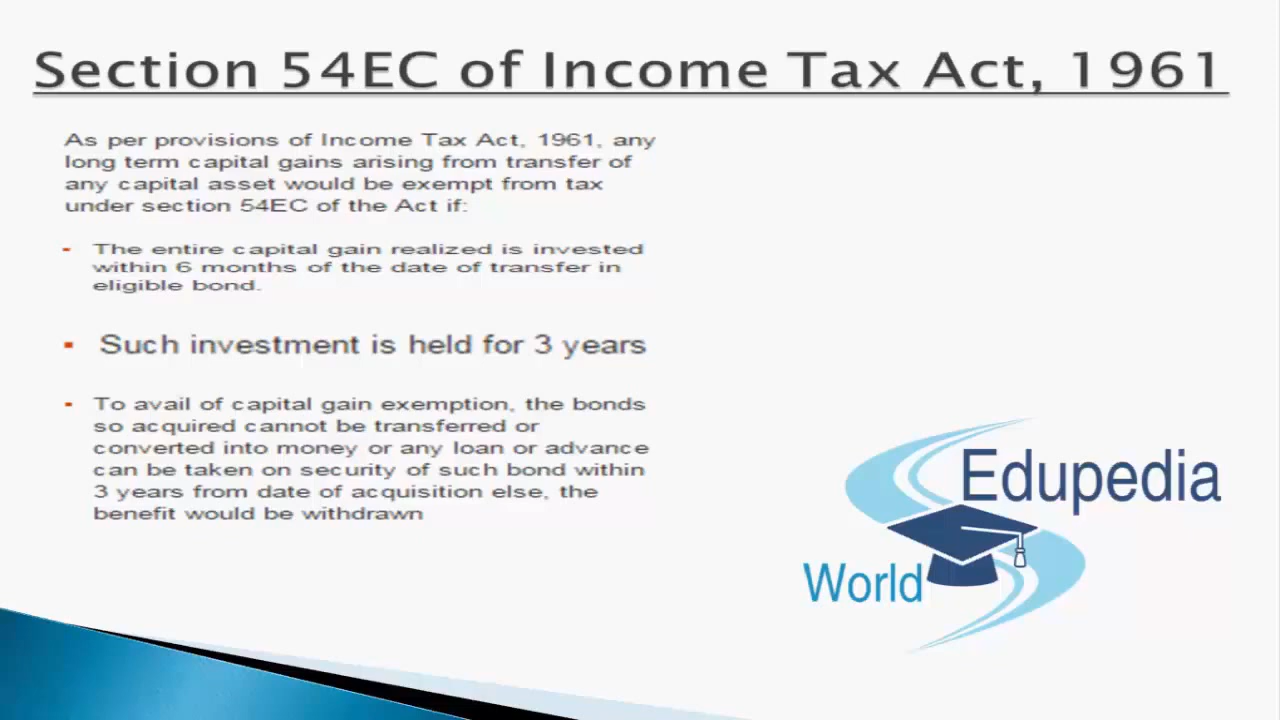 Section 54EC of Income Tax Act, 1961
As per provisions of Income Tax Act, 1961, any
long term capital gains arising from transfer of
any capital asset would be exempt from tax
under section 54EC of the Act if:
▪ The entire capital gain realized is invested
within 6 months of the date of transfer in
eligible bond.
▪ Such investment is held for 3 years
▪ To avail of capital gain exemption, the bonds
so acquired cannot be transferred or
converted into money or any loan or advance
can be taken on security of such bond within
3 years from date of acquisition else, the
benefit would be withdrawn
Edupedia
World